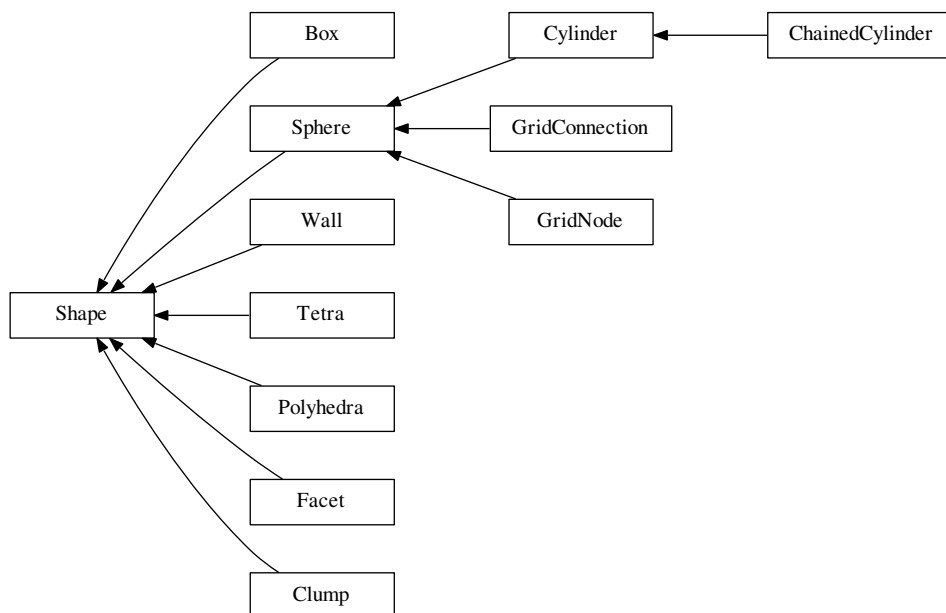 Box
Cylinder
ChainedCylinder
Sphere
GridConnection
Wall
GridNode
Shape
Tetra
Polyhedra
Facet
Clump